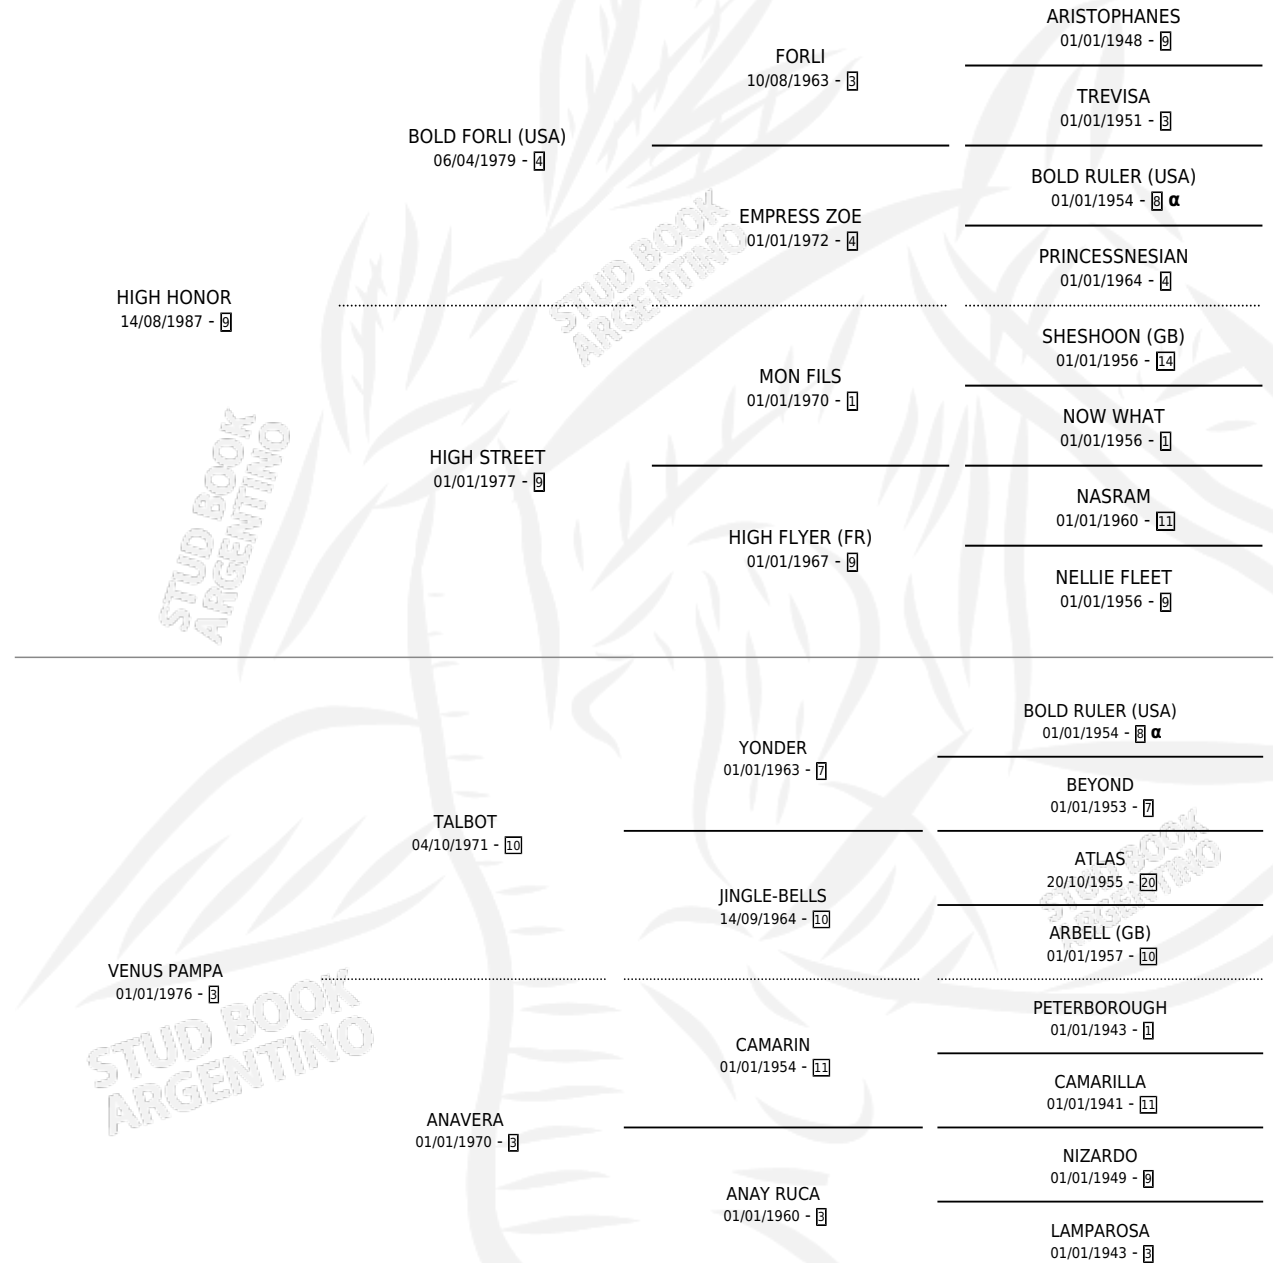 ARISTOPHANES
01/01/1948 - 9
FORLI
10/08/1963 - 3
TREVISA
01/01/1951 - 3
BOLD FORLI (USA)
06/04/1979 - 4
BOLD RULER (USA)
01/01/1954 - 8 α
EMPRESS ZOE
01/01/1972 - 4
PRINCESSNESIAN
01/01/1964 - 4
STUD BOOK
ARGENTINO
HIGH HONOR
14/08/1987 - 9
SHESHOON (GB)
01/01/1956 - 14
MON FILS
01/01/1970 - 1
NOW WHAT
01/01/1956 - 1
HIGH STREET
01/01/1977 - 9
NASRAM
01/01/1960 - 11
STUD BOOK
ARGENTINO
HIGH FLYER (FR)
01/01/1967 - 9
NELLIE FLEET
01/01/1956 - 9
BOLD RULER (USA)
01/01/1954 - 8 α
YONDER
01/01/1963 - 7
BEYOND
01/01/1953 - 7
TALBOT
04/10/1971 - 10
ATLAS
20/10/1955 - 20
STUD BOOK
ARGENTINO
JINGLE-BELLS
14/09/1964 - 10
ARBELL (GB)
01/01/1957 - 10
VENUS PAMPA
01/01/1976 - 3
PETERBOROUGH
01/01/1943 - 1
STUD BOOK
ARGENTINO
CAMARIN
01/01/1954 - 11
CAMARILLA
01/01/1941 - 11
ANAVERA
01/01/1970 - 3
NIZARDO
01/01/1949 - 9
ANAY RUCA
01/01/1960 - 3
LAMPAROSA
01/01/1943 - 3